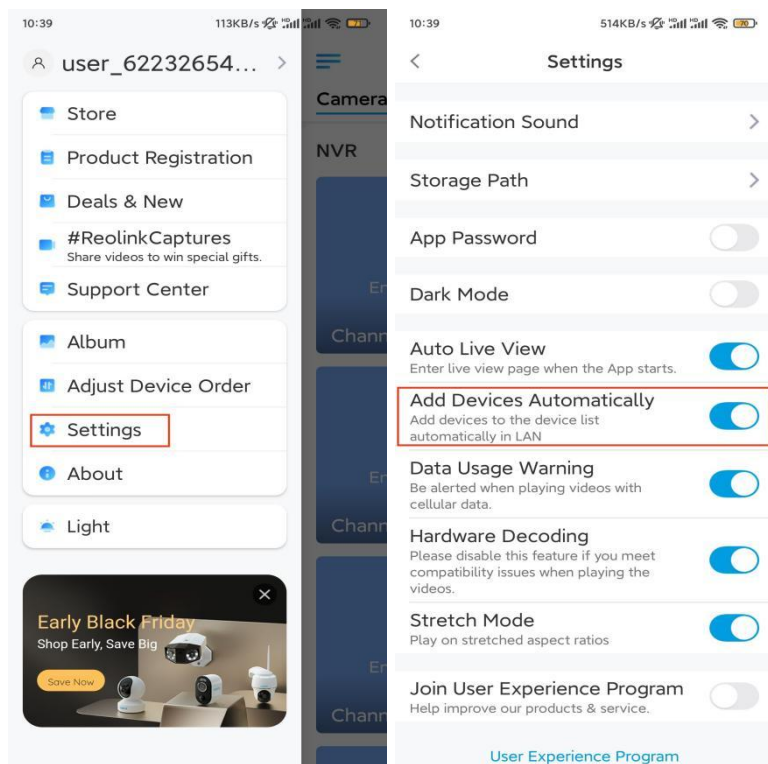 10:39
113KB/s
71
user_62232654...
Store
Product Registration
Deals & New
#ReolinkCaptures
Share videos to win special gifts.
Support Center
Album
Adjust Device Order
Settings
About
Light
Early Black Friday
Shop Early, Save Big
Save Now
Camera
NVR
En
Chann
En
Chann
En
Chann
10:39
514KB/s
70
Settings
Notification Sound
Storage Path
App Password
Dark Mode
Auto Live View
Enter live view page when the App starts.
Add Devices Automatically
Add devices to the device list
automatically in LAN
Data Usage Warning
Be alerted when playing videos with
cellular data.
Hardware Decoding
Please disable this feature if you meet
compatibility issues when playing the
videos.
Stretch Mode
Play on stretched aspect ratios
Join User Experience Program
Help improve our products & service.
User Experience Program